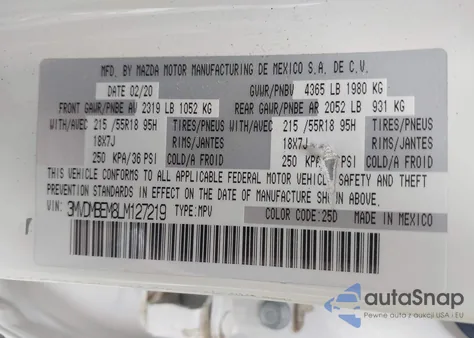 MFD. BY MAZDA MOTOR MANUFACTURING DE MEXICO S.A. DE C.V.
DATE 02/20 GVWR/PNBV 4365 LB 1980 KG
FRONT GAWR/PNBE AV 2319 LB 1052 KG REAR GAWR/PNBE AR 2052 LB 931 KG
WITH/AVEC 215 /55R18 95H TIRES/PNEUS WITH/AVEC 215 /55R18 95H TIRES/PNEUS
18X7J RIMS/JANTES 18X7J RIMS/JANTES
250 KPA/36 PSI COLD/A FROID 250 KPA/36 PSI COLD/A FROID
THIS VEHICLE CONFORMS TO ALL APPLICABLE FEDERAL MOTOR VEHICLE SAFETY AND THEFT
PREVENTION STANDARDS IN EFFECT ON THE DATE OF MANUFACTURE SHOWN ABOVE.
VIN: 3MVDMBEM8LM127219 TYPE:MPV COLOR CODE:25D
autoSnap
Pewne auto z aukcji USA i EU